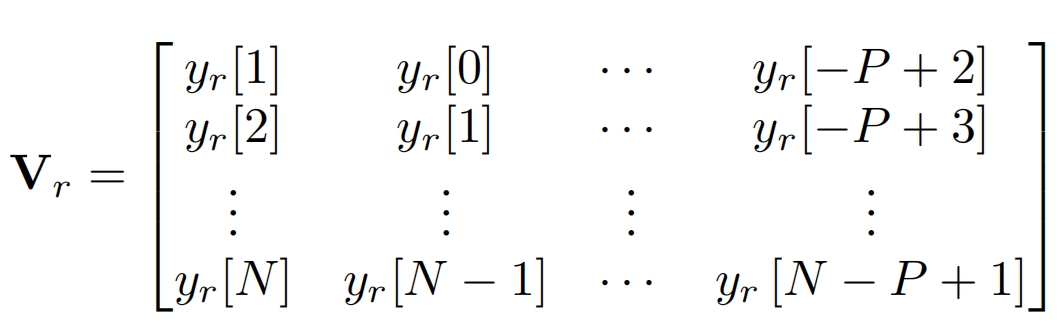 y_r[1] y_r[0] ⋯ y_r[−P + 2]
y_r[2] y_r[1] ⋯ y_r[−P + 3]
𝐕_r = ⋮ ⋮ ⋮ ⋮
y_r[N] y_r[N − 1] ⋯ y_r [N − P + 1]